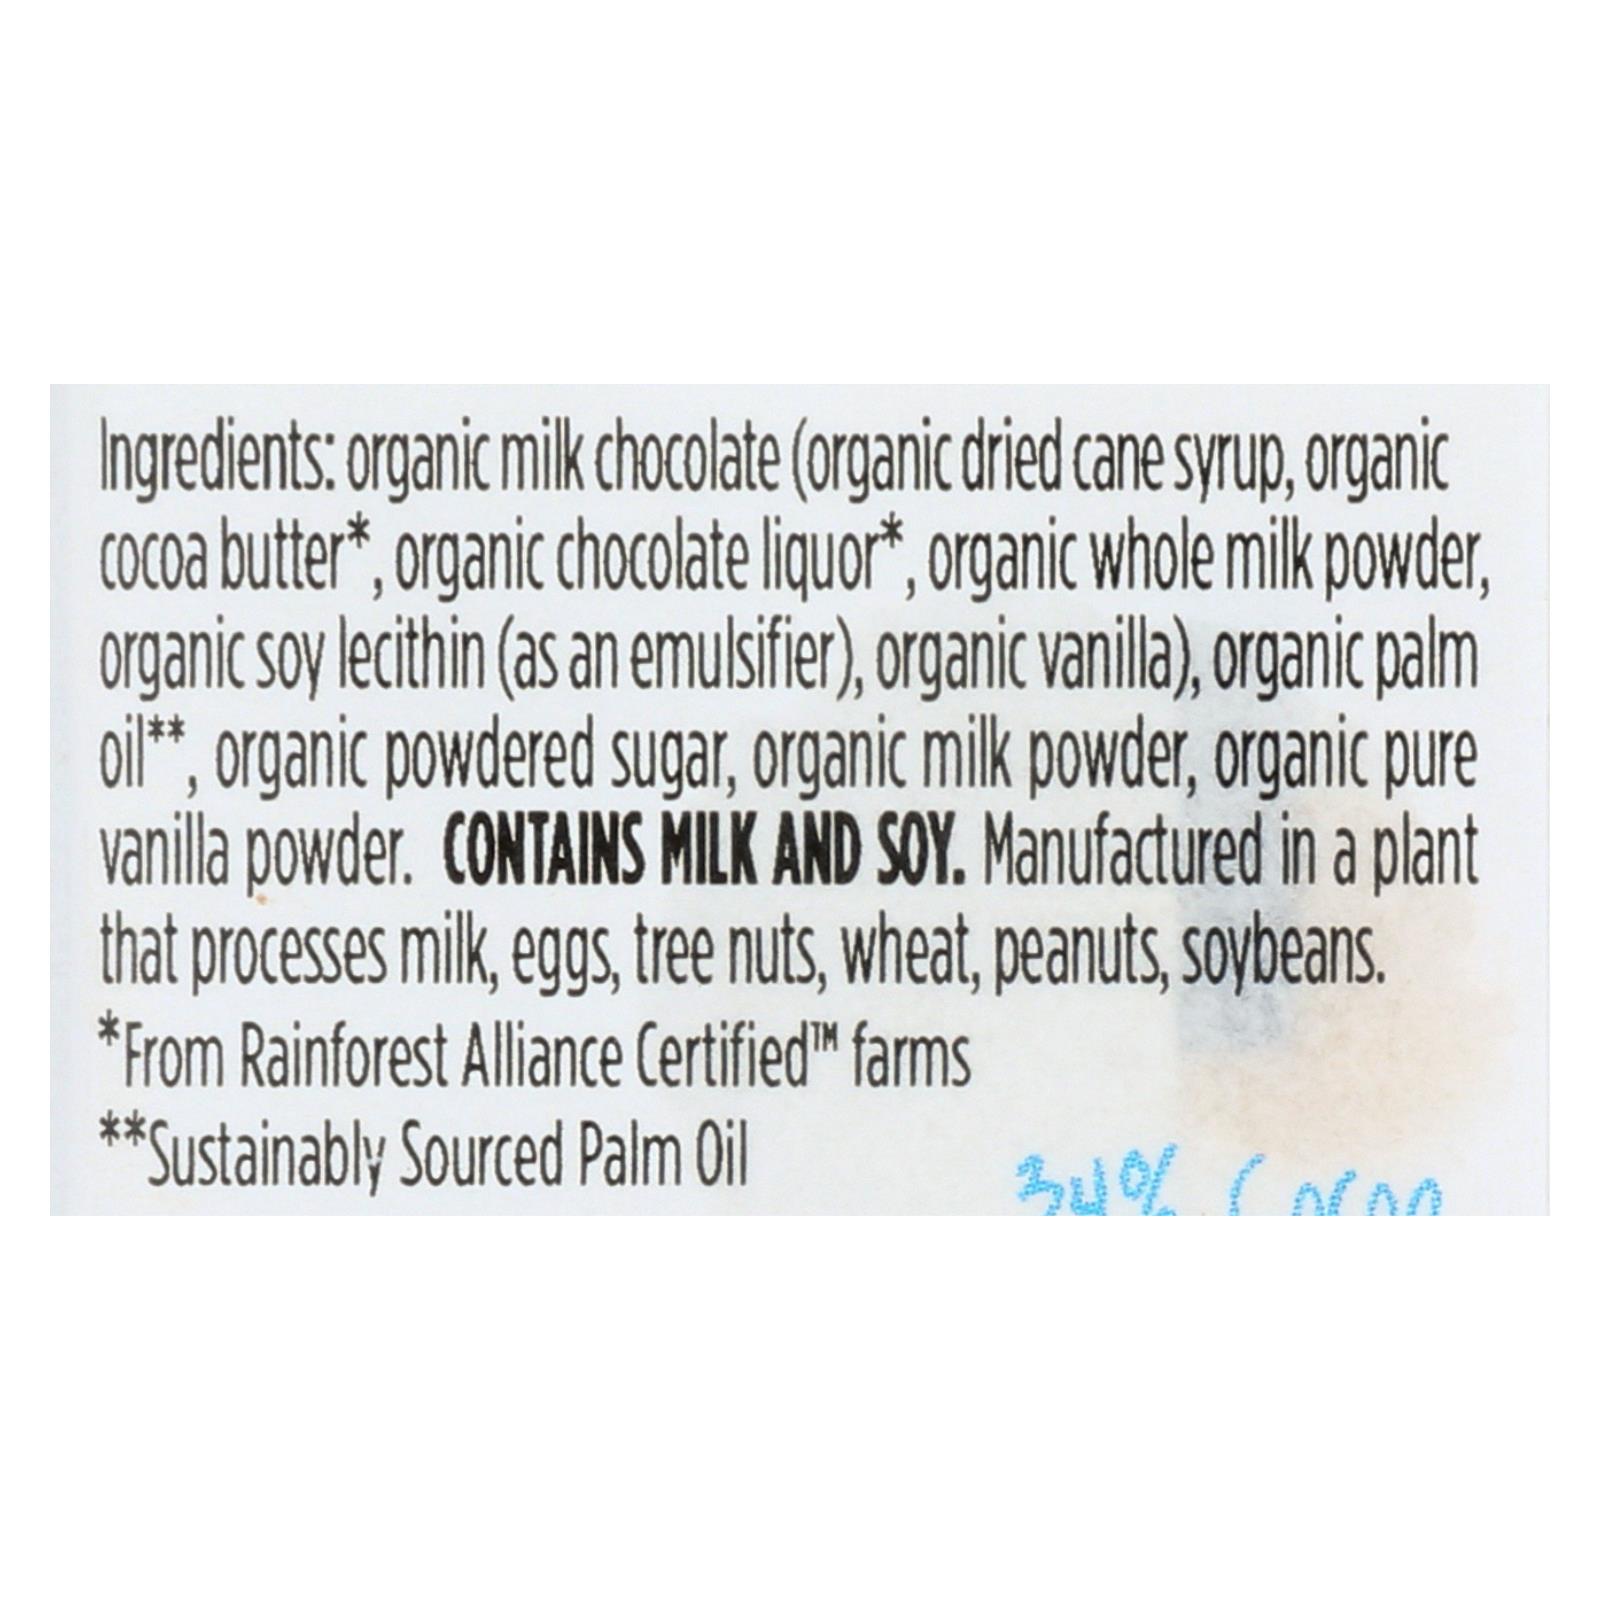 Ingredients: organic milk chocolate (organic dried cane syrup, organic
cocoa butter*, organic chocolate liquor*, organic whole milk powder,
organic soy lecithin (as an emulsifier), organic vanilla), organic palm
oil**, organic powdered sugar, organic milk powder, organic pure
vanilla powder. CONTAINS MILK AND SOY. Manufactured in a plant
that processes milk, eggs, tree nuts, wheat, peanuts, soybeans.
*From Rainforest Alliance Certified™ farms
**Sustainably Sourced Palm Oil
34%